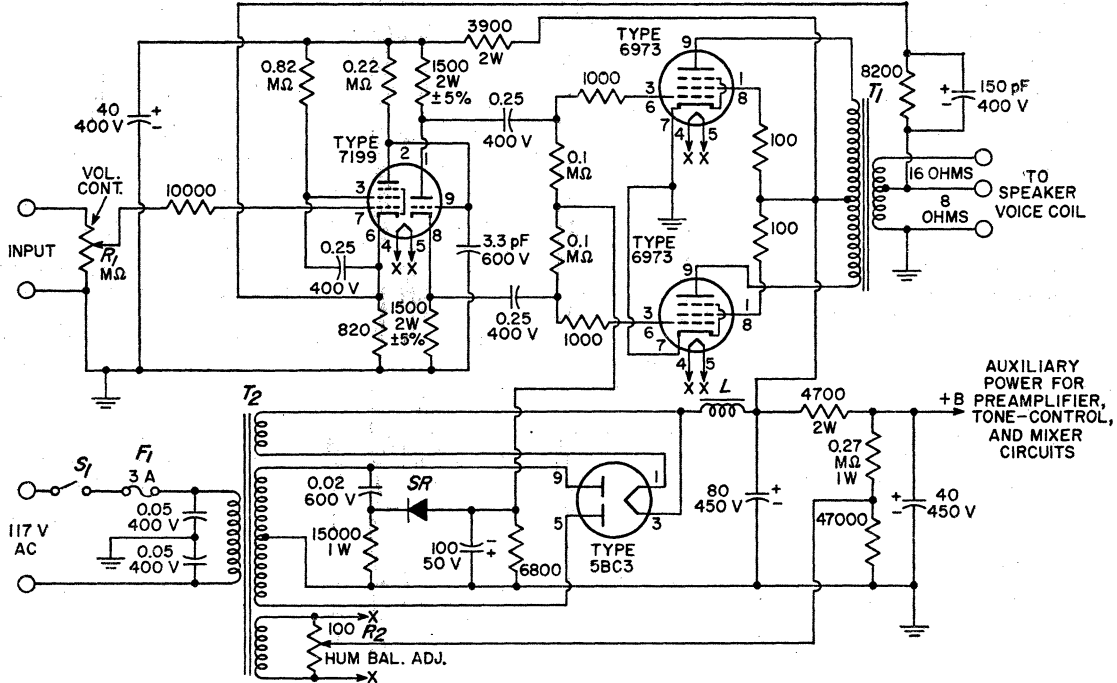 3900
2W
0.82
MΩ
0.22
MΩ
1500
2W
±5%
40
400 V
+
-
0.25
400 V
1000
TYPE
6973
9
3
6
1
8
7
4
5
X X
8200
T1
+
-
150 pF
400 V
100
100
16 OHMS
8
OHMS
TO
SPEAKER
VOICE COIL
VOL.
CONT.
10000
INPUT
R1
MΩ
TYPE
7199
2
1
3
7
9
6
4
5
8
X X
0.25
400 V
3.3 pF
600 V
0.1
MΩ
0.1
MΩ
820
1500
2W
±5%
0.25
400 V
1000
TYPE
6973
9
3
6
1
8
7
4
5
X X
T2
L
4700
2W
+B
AUXILIARY
POWER FOR
PREAMPLIFIER,
TONE-CONTROL,
AND MIXER
CIRCUITS
S1
F1
3 A
117 V
AC
0.05
400 V
0.05
400 V
0.02
600 V
SR
15000
1 W
100
50 V
-
+
6800
9
5
1
3
TYPE
5BC3
80
450 V
+
-
0.27
MΩ
1W
47000
+
-
40
450 V
100
R2
X
HUM BAL. ADJ.
X